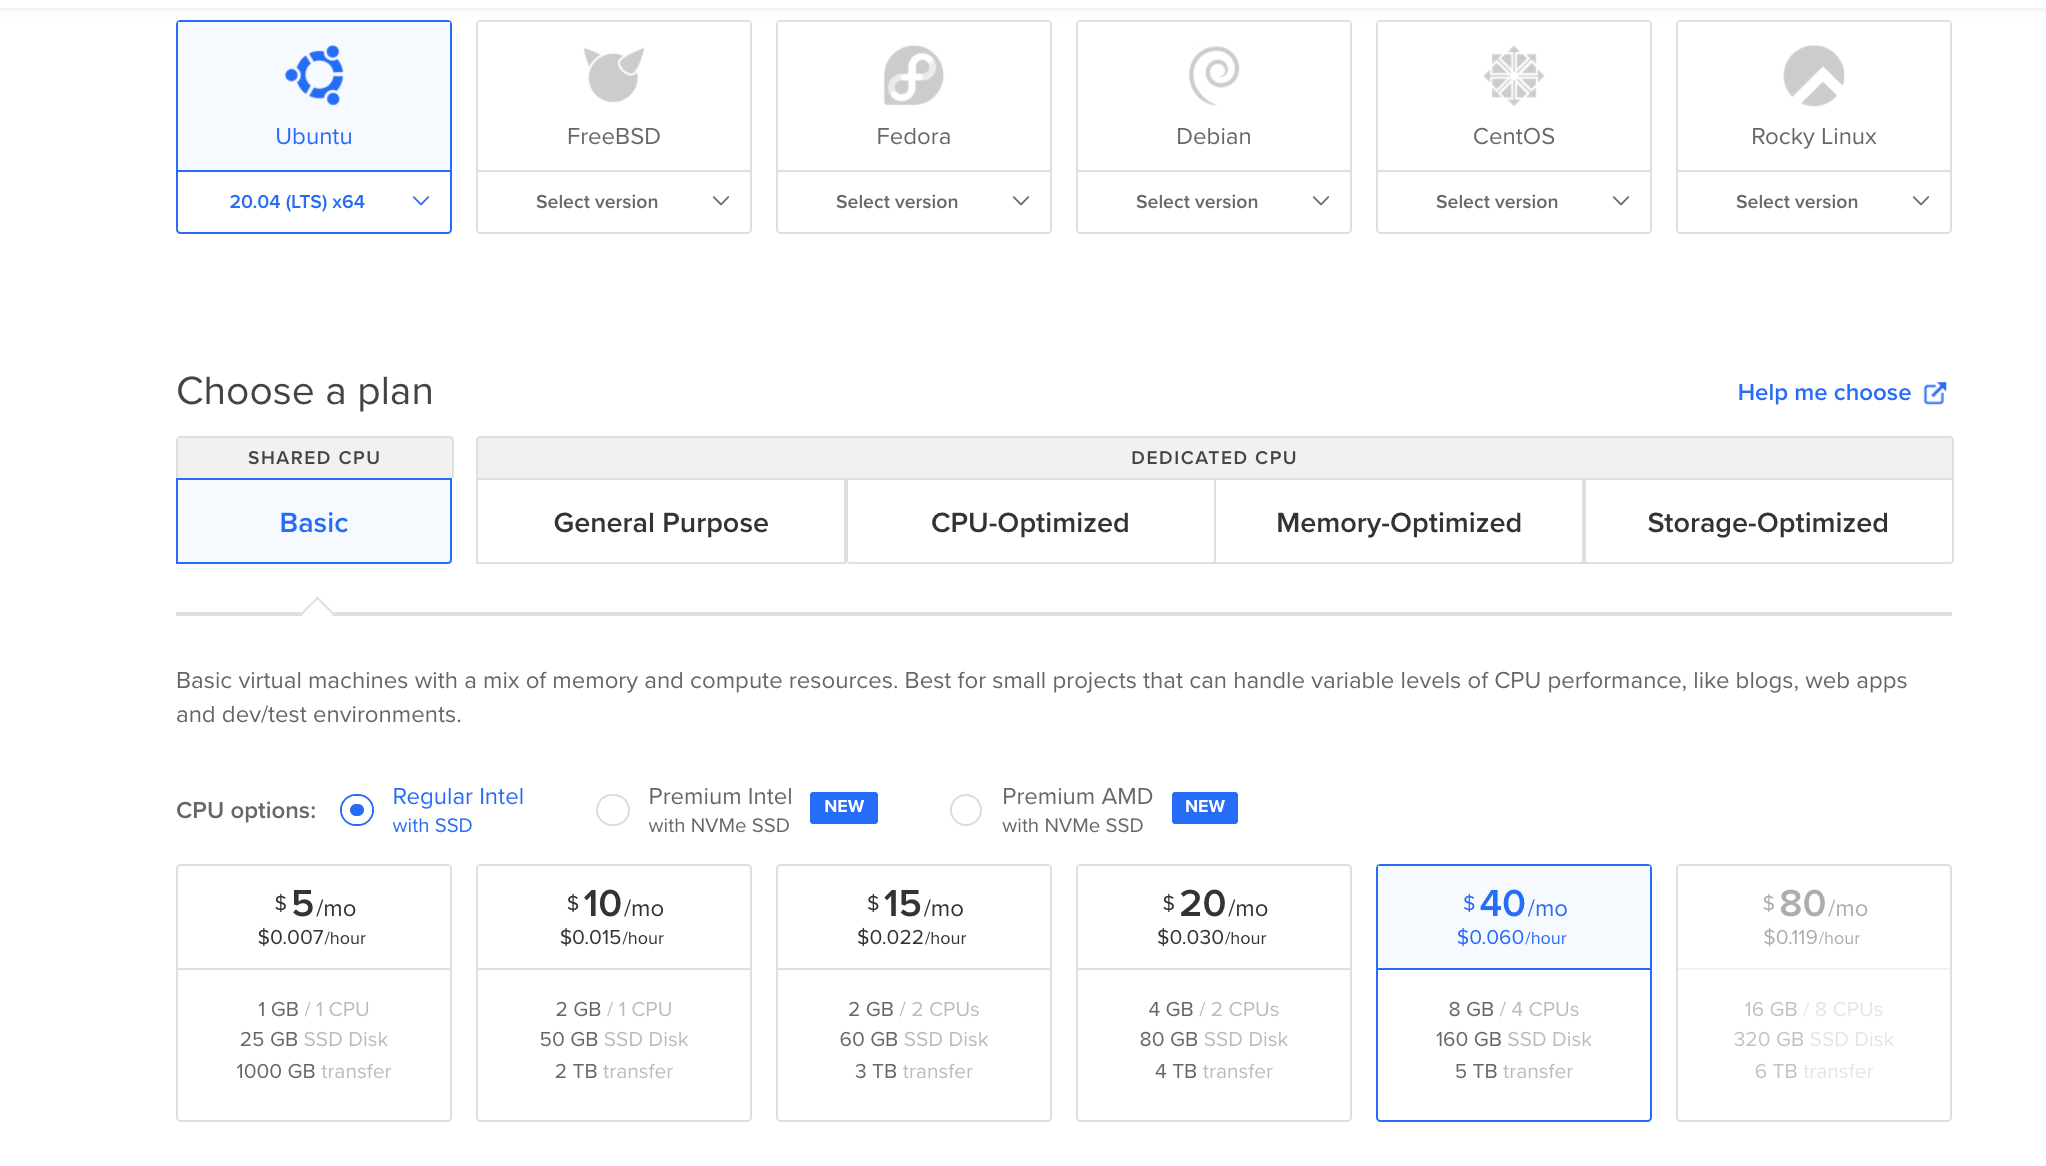 Ubuntu
FreeBSD
Fedora
Debian
CentOS
Rocky Linux
20.04 (LTS) x64
Select version
Select version
Select version
Select version
Select version
Choose a plan
Help me choose
SHARED CPU
DEDICATED CPU
Basic
General Purpose
CPU-Optimized
Memory-Optimized
Storage-Optimized
Basic virtual machines with a mix of memory and compute resources. Best for small projects that can handle variable levels of CPU performance, like blogs, web apps
and dev/test environments.
CPU options:
Regular Intel
with SSD
Premium Intel
with NVMe SSD
NEW
Premium AMD
with NVMe SSD
NEW
$5/mo
$0.007/hour
1 GB / 1 CPU
25 GB SSD Disk
1000 GB transfer
$10/mo
$0.015/hour
2 GB / 1 CPU
50 GB SSD Disk
2 TB transfer
$15/mo
$0.022/hour
2 GB / 2 CPUs
60 GB SSD Disk
3 TB transfer
$20/mo
$0.030/hour
4 GB / 2 CPUs
80 GB SSD Disk
4 TB transfer
$40/mo
$0.060/hour
8 GB / 4 CPUs
160 GB SSD Disk
5 TB transfer
$80/mo
$0.119/hour
16 GB / 8 CPUs
320 GB SSD Disk
6 TB transfer